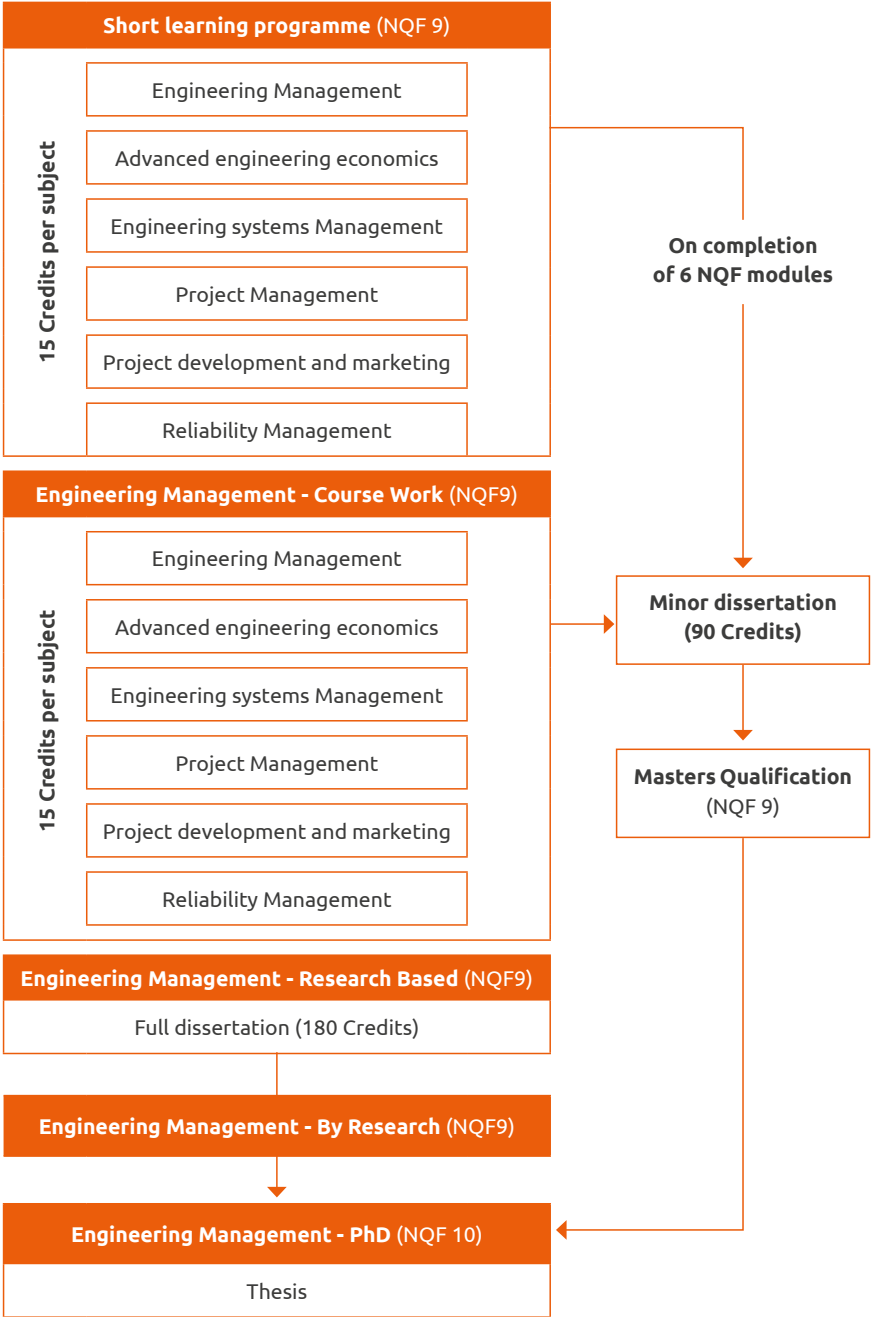 Short learning programme (NQF 9)
15 Credits per subject
Engineering Management
Advanced engineering economics
Engineering systems Management
Project Management
Project development and marketing
Reliability Management
On completion
of 6 NQF modules
Engineering Management - Course Work (NQF9)
15 Credits per subject
Engineering Management
Advanced engineering economics
Engineering systems Management
Project Management
Project development and marketing
Reliability Management
Minor dissertation
(90 Credits)
Masters Qualification
(NQF 9)
Engineering Management - Research Based (NQF9)
Full dissertation (180 Credits)
Engineering Management - By Research (NQF9)
Engineering Management - PhD (NQF 10)
Thesis